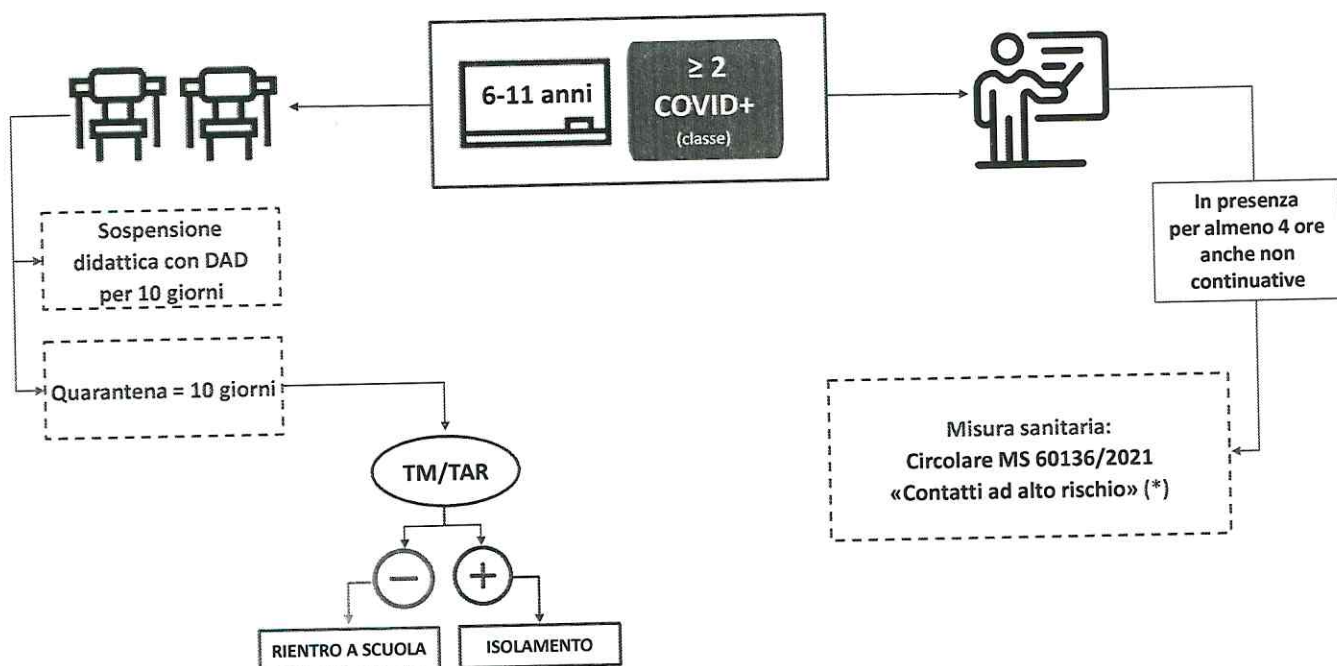 6-11 anni
≥ 2
COVID+
(classe)
Sospensione
didattica con DAD
per 10 giorni
Quarantena = 10 giorni
TM/TAR
−
+
RIENTRO A SCUOLA
ISOLAMENTO
In presenza
per almeno 4 ore
anche non
continuative
Misura sanitaria:
Circolare MS 60136/2021
«Contatti ad alto rischio» (*)